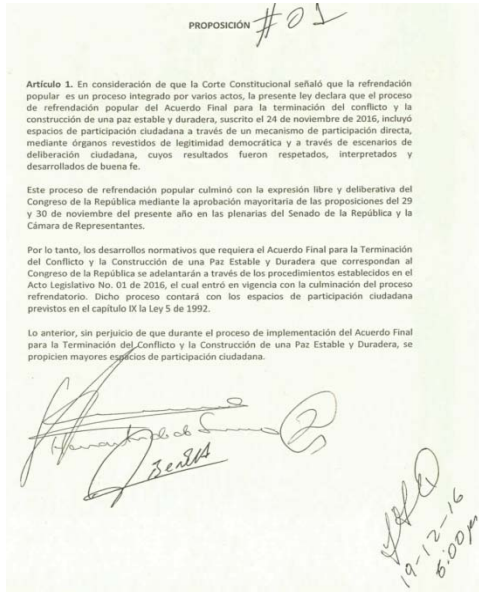 PROPOSICIÓN #01
Artículo 1. En consideración de que la Corte Constitucional señaló que la refrendación
popular es un proceso integrado por varios actos, la presente ley declara que el proceso
de refrendación popular del Acuerdo Final para la terminación del conflicto y la
construcción de una paz estable y duradera, suscrito el 24 de noviembre de 2016, incluyó
espacios de participación ciudadana a través de un mecanismo de participación directa,
mediante órganos revestidos de legitimidad democrática y a través de escenarios de
deliberación ciudadana, cuyos resultados fueron respetados, interpretados y
desarrollados de buena fe.
Este proceso de refrendación popular culminó con la expresión libre y deliberativa del
Congreso de la República mediante la aprobación mayoritaria de las proposiciones del 29
y 30 de noviembre del presente año en las plenarias del Senado de la República y la
Cámara de Representantes.
Por lo tanto, los desarrollos normativos que requiera el Acuerdo Final para la Terminación
del Conflicto y la Construcción de una Paz Estable y Duradera que correspondan al
Congreso de la República se adelantarán a través de los procedimientos establecidos en el
Acto Legislativo No. 01 de 2016, el cual entró en vigencia con la culminación del proceso
refrendatorio. Dicho proceso contará con los espacios de participación ciudadana
previstos en el capítulo IX la Ley 5 de 1992.
Lo anterior, sin perjuicio de que durante el proceso de implementación del Acuerdo Final
para la Terminación del Conflicto y la Construcción de una Paz Estable y Duradera, se
propicien mayores espacios de participación ciudadana.
19-12-16
6:00 pm